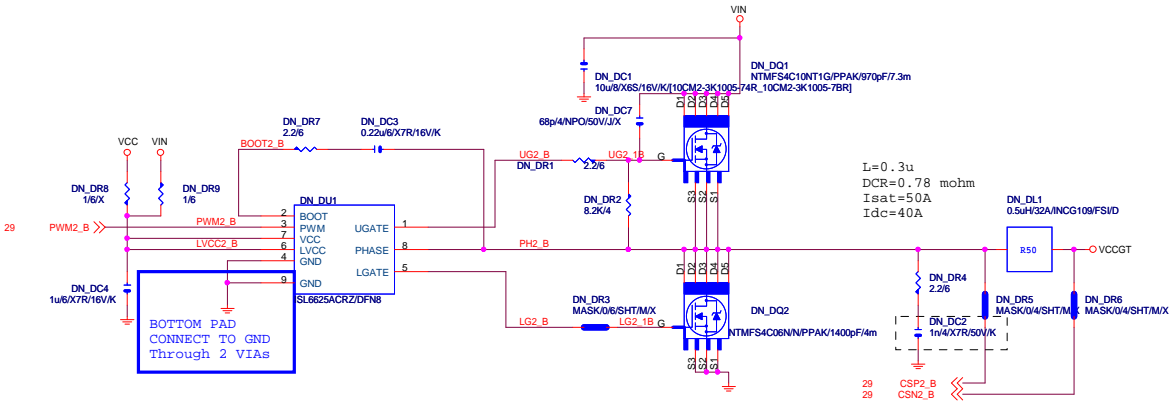 VIN
DN_DQ1
NTMFS4C10NT1G/PPAK/970pF/7.3m
DN_DC1
10u/8/X6S/16V/K/[10CM2-3K1005-74R_10CM2-3K1005-7BR]
D1
D2
D3
D4
D5
DN_DC7
68p/4/NPO/50V/J/X
DN_DR7
2.2/6
DN_DC3
0.22u/6/X7R/16V/K
VCC
VIN
BOOT2_B
UG2_B
UG2_1B
G
DN_DR1
2.2/6
S3
S2
S1
L=0.3u
DCR=0.78 mohm
Isat=50A
Idc=40A
DN_DR8
1/6/X
DN_DR9
1/6
DN_DR2
8.2K/4
DN_DU1
DN_DL1
0.5uH/32A/INCG109/FSI/D
29
PWM2_B
PWM2_B
2
BOOT
3
PWM
7
VCC
6
LVCC
4
GND
9
GND
UGATE
1
PHASE
8
LGATE
5
LVCC2_B
PH2_B
R50
VCCGT
SL6625ACRZ/DFN8
DN_DC4
1u/6/X7R/16V/K
BOTTOM PAD
CONNECT TO GND
Through 2 VIAs
D1
D2
D3
D4
D5
DN_DR4
2.2/6
DN_DR3
MASK/0/6/SHT/M/X
LG2_B
LG2_1B
G
DN_DQ2
NTMFS4C06N/N/PPAK/1400pF/4m
S3
S2
S1
DN_DR5
MASK/0/4/SHT/M/X
DN_DR6
MASK/0/4/SHT/M/X
DN_DC2
1n/4/X7R/50V/K
29
CSP2_B
29
CSN2_B